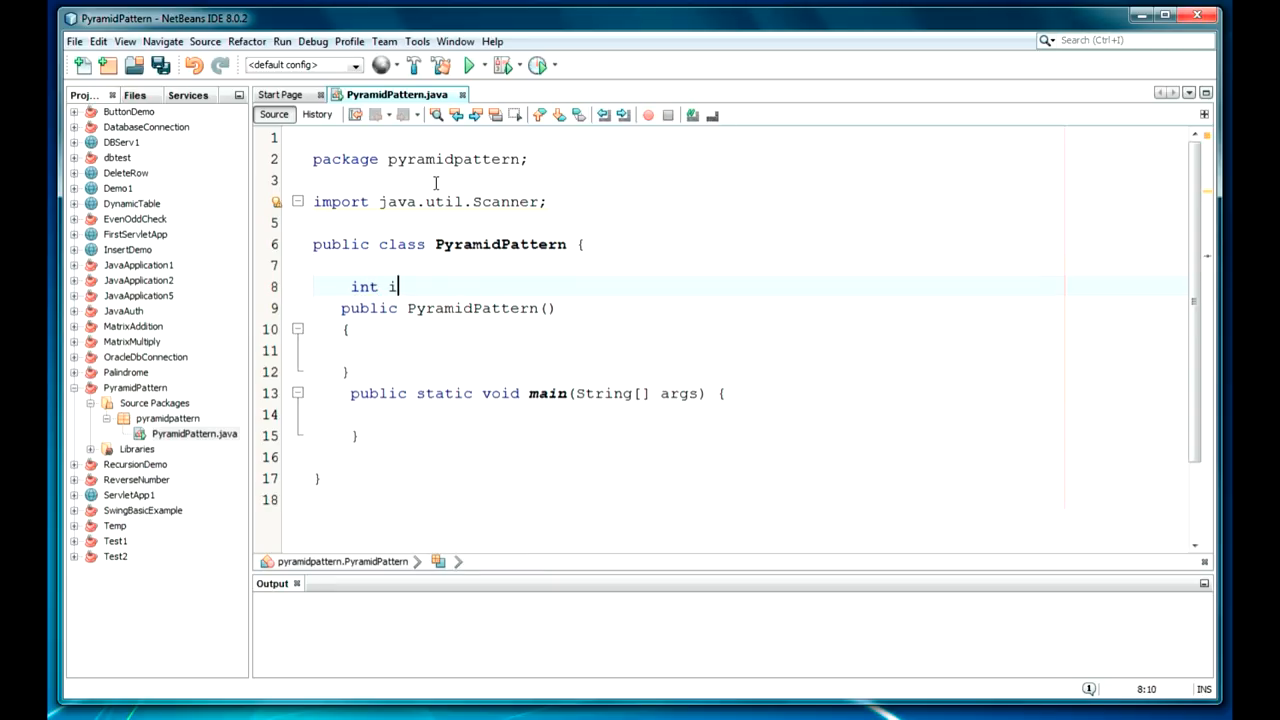 PyramidPattern - NetBeans IDE 8.0.2
File Edit View Navigate Source Refactor Run Debug Profile Team Tools Window Help
Search (Ctrl+I)
<default config>
Proj... Files Services
Start Page PyramidPattern.java
Source History
ButtonDemo
DatabaseConnection
DBServ1
dbtest
DeleteRow
Demo1
DynamicTable
EvenOddCheck
FirstServletApp
InsertDemo
JavaApplication1
JavaApplication2
JavaApplication5
JavaAuth
MatrixAddition
MatrixMultiply
OracleDbConnection
Palindrome
PyramidPattern
Source Packages
pyramidpattern
PyramidPattern.java
Libraries
RecursionDemo
ReverseNumber
ServletApp1
SwingBasicExample
Temp
Test1
Test2
1
2 package pyramidpattern;
3
4 import java.util.Scanner;
5
6 public class PyramidPattern {
7
8 int i
9 public PyramidPattern()
10 {
11
12 }
13 public static void main(String[] args) {
14
15 }
16
17 }
18
pyramidpattern.PyramidPattern
Output
1 8:10 INS